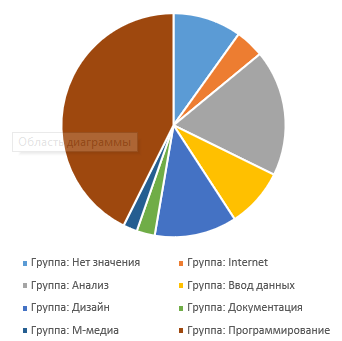 Область диаграммы
Группа: Нет значения
Группа: Internet
Группа: Анализ
Группа: Ввод данных
Группа: Дизайн
Группа: Документация
Группа: М-медиа
Группа: Программирование